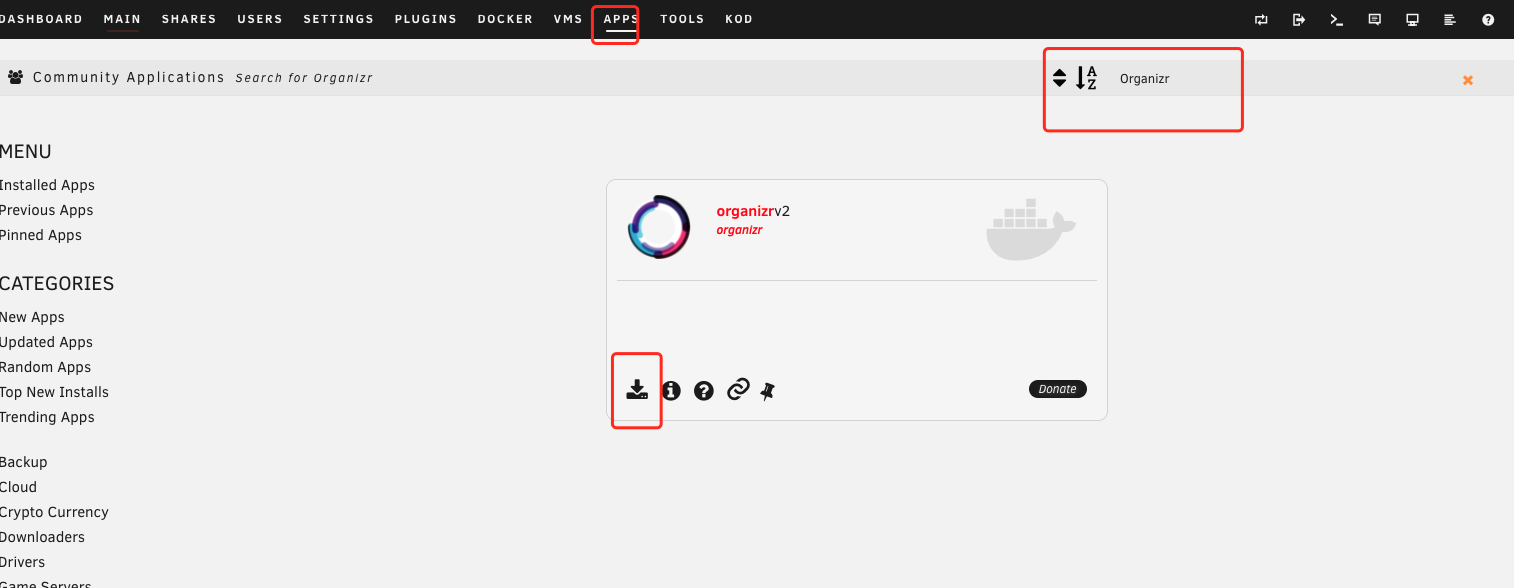 DASHBOARD MAIN SHARES USERS SETTINGS PLUGINS DOCKER VMS APPS TOOLS KOD
Community Applications Search for Organizr
Organizr
MENU
Installed Apps
Previous Apps
Pinned Apps
CATEGORIES
New Apps
Updated Apps
Random Apps
Top New Installs
Trending Apps
Backup
Cloud
Crypto Currency
Downloaders
Drivers
Game Servers
organizrv2
organizr
Donate